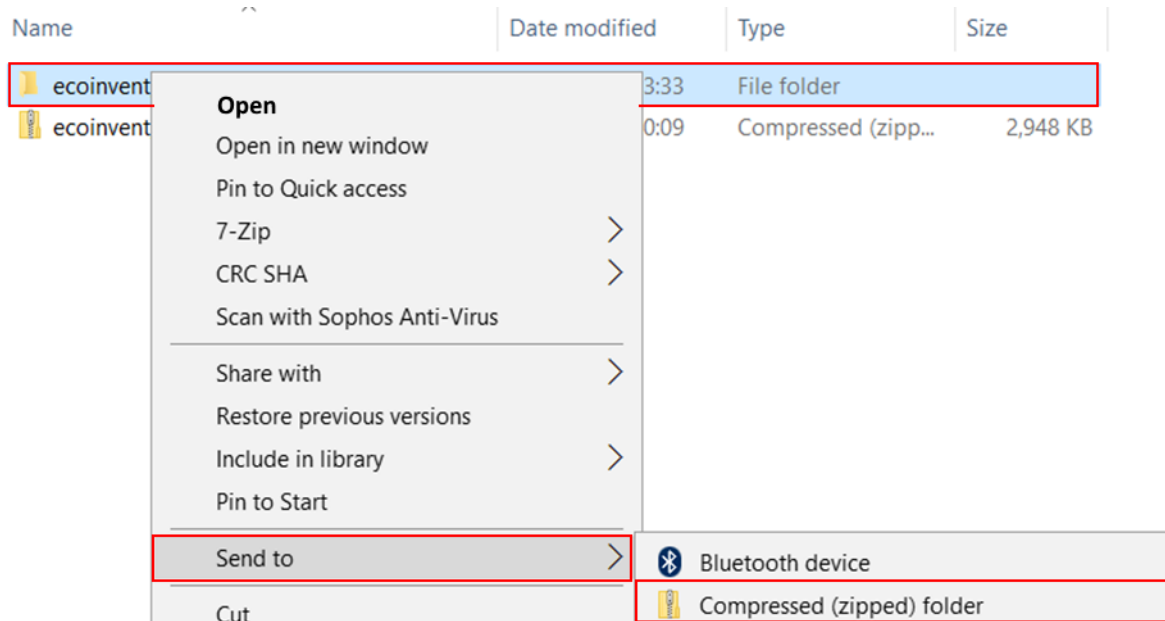 Name Date modified Type Size
ecoinvent 3:33 File folder
ecoinvent 0:09 Compressed (zipp... 2,948 KB
Open
Open in new window
Pin to Quick access
7-Zip
CRC SHA
Scan with Sophos Anti-Virus
Share with
Restore previous versions
Include in library
Pin to Start
Send to
Bluetooth device
Cut
Compressed (zipped) folder